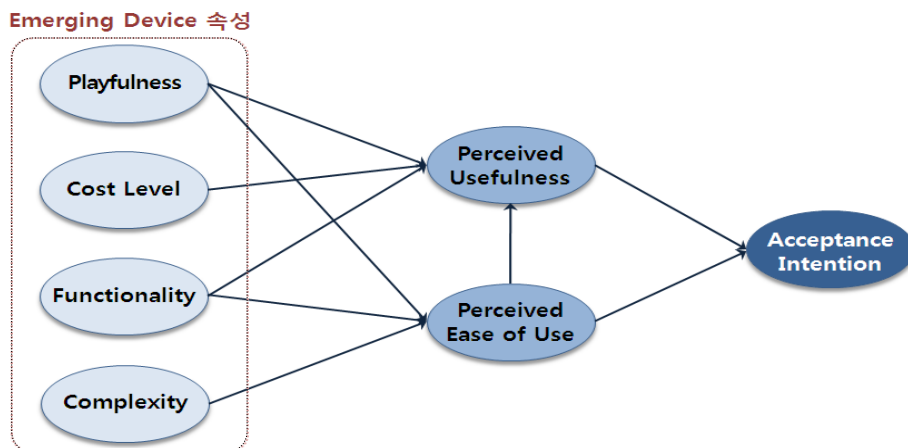 Emerging Device 속성
Playfulness
Cost Level
Functionality
Complexity
Perceived
Usefulness
Perceived
Ease of Use
Acceptance
Intention